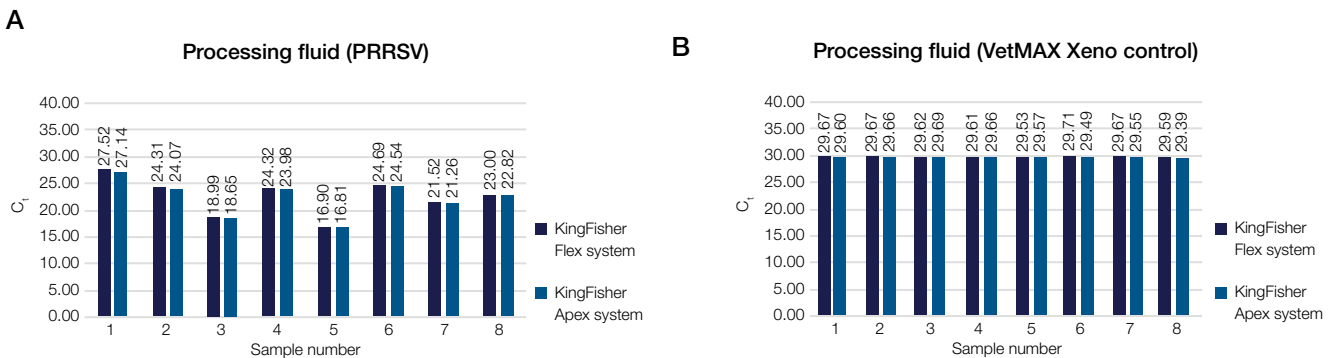 A
Processing fluid (PRRSV)
40.00
35.00
30.00
25.00
20.00
15.00
10.00
5.00
0.00
Ct
27.52
27.14
24.31
24.07
18.99
18.65
24.32
23.98
16.90
16.81
24.69
24.54
21.52
21.26
23.00
22.82
1 2 3 4 5 6 7 8
Sample number
KingFisher
Flex system
KingFisher
Apex system
B
Processing fluid (VetMAX Xeno control)
40.00
35.00
30.00
25.00
20.00
15.00
10.00
5.00
0.00
Ct
29.67
29.60
29.67
29.66
29.62
29.69
29.61
29.66
29.53
29.57
29.71
29.49
29.67
29.55
29.59
29.39
1 2 3 4 5 6 7 8
Sample number
KingFisher
Flex system
KingFisher
Apex system